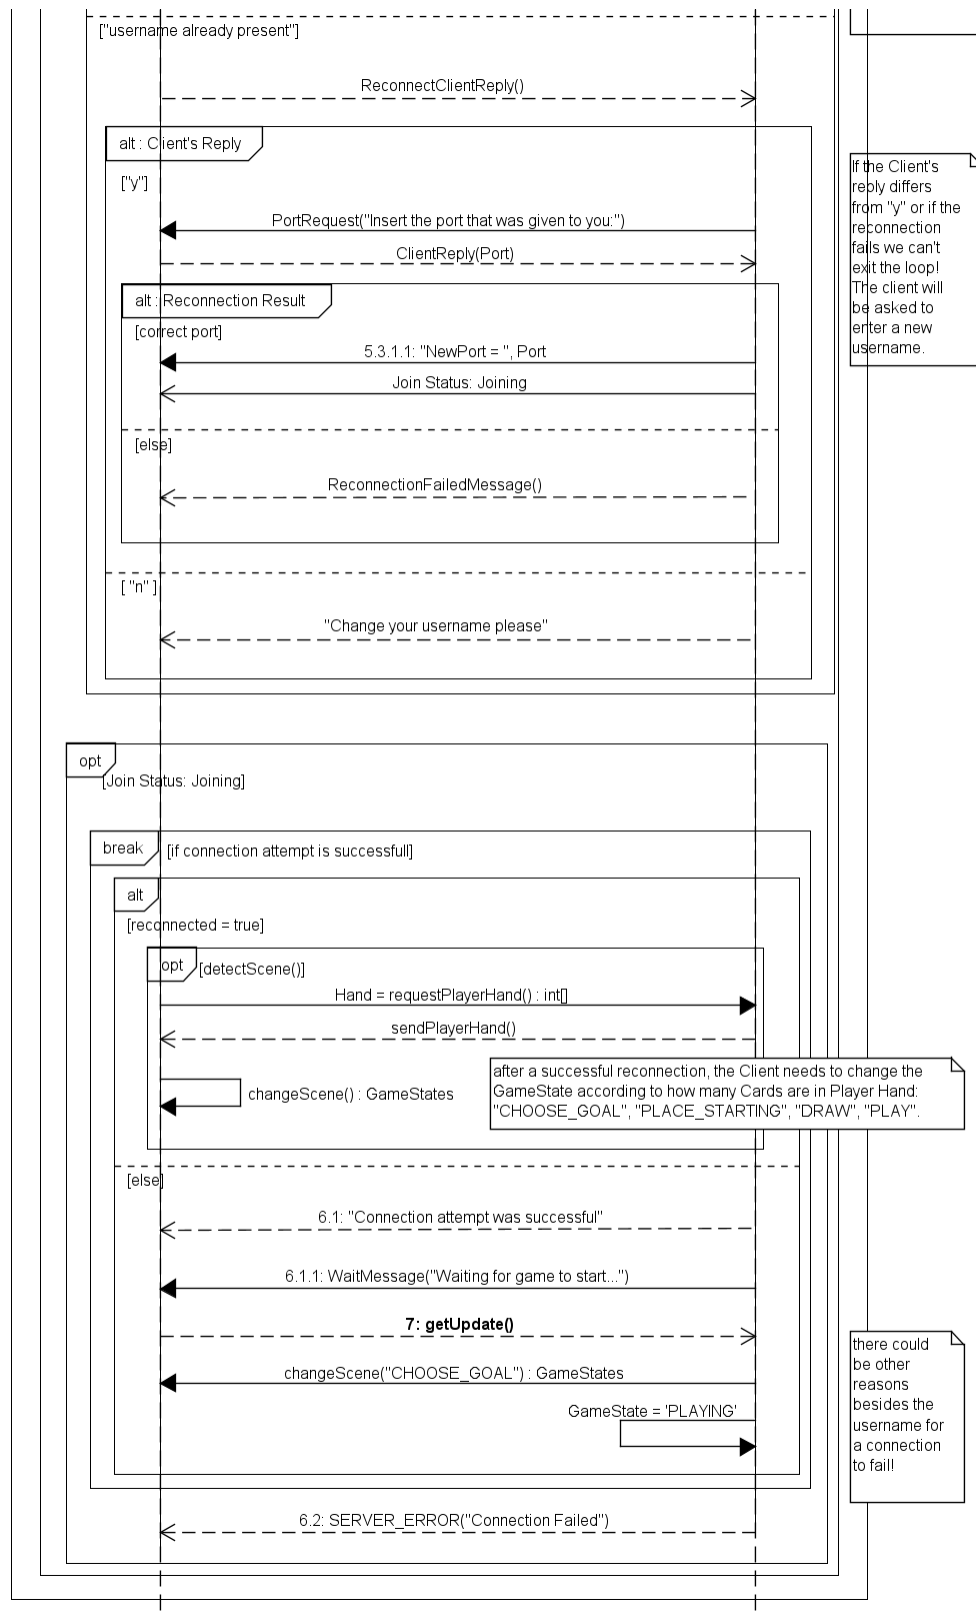 ["username already present"]
ReconnectClientReply()
alt : Client's Reply
["y"]
If the Client's
reply differs
from "y" or if the
reconnection
fails we can't
exit the loop!
The client will
be asked to
enter a new
username.
PortRequest("Insert the port that was given to you:")
ClientReply(Port)
alt : Reconnection Result
[correct port]
5.3.1.1: "NewPort = ", Port
Join Status: Joining
[else]
ReconnectionFailedMessage()
[ "n" ]
"Change your username please"
opt
[Join Status: Joining]
break
[if connection attempt is successfull]
alt
[reconnected = true]
opt
[detectScene()]
Hand = requestPlayerHand() : int[]
sendPlayerHand()
changeScene() : GameStates
after a successful reconnection, the Client needs to change the
GameState according to how many Cards are in Player Hand:
"CHOOSE_GOAL", "PLACE_STARTING", "DRAW", "PLAY".
[else]
6.1: "Connection attempt was successful"
6.1.1: WaitMessage("Waiting for game to start...")
7: getUpdate()
changeScene("CHOOSE_GOAL") : GameStates
GameState = 'PLAYING'
there could
be other
reasons
besides the
username for
a connection
to fail!
6.2: SERVER_ERROR("Connection Failed")